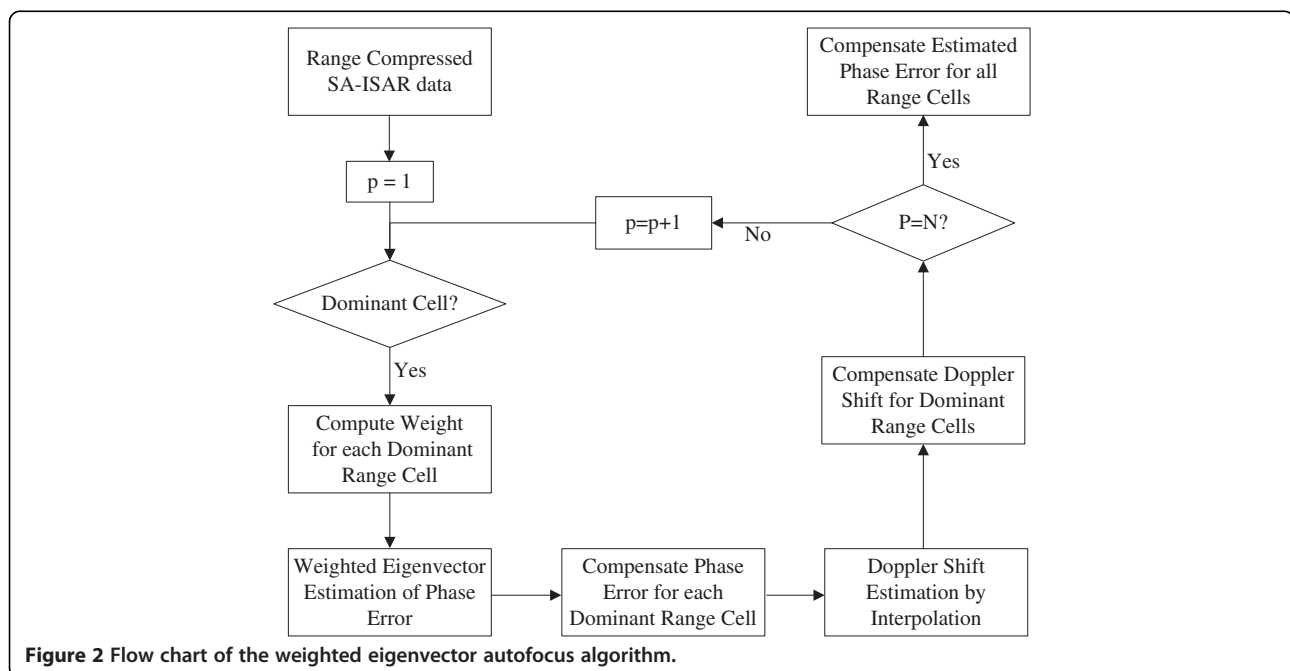 Range Compressed
SA-ISAR data
p = 1
Dominant Cell?
Yes
Compute Weight
for each Dominant
Range Cell
Weighted Eigenvector
Estimation of Phase
Error
Compensate Phase
Error for each
Dominant Range Cell
Doppler Shift
Estimation by
Interpolation
Compensate Doppler
Shift for Dominant
Range Cells
P=N?
No
p=p+1
Yes
Compensate Estimated
Phase Error for all
Range Cells
Figure 2 Flow chart of the weighted eigenvector autofocus algorithm.